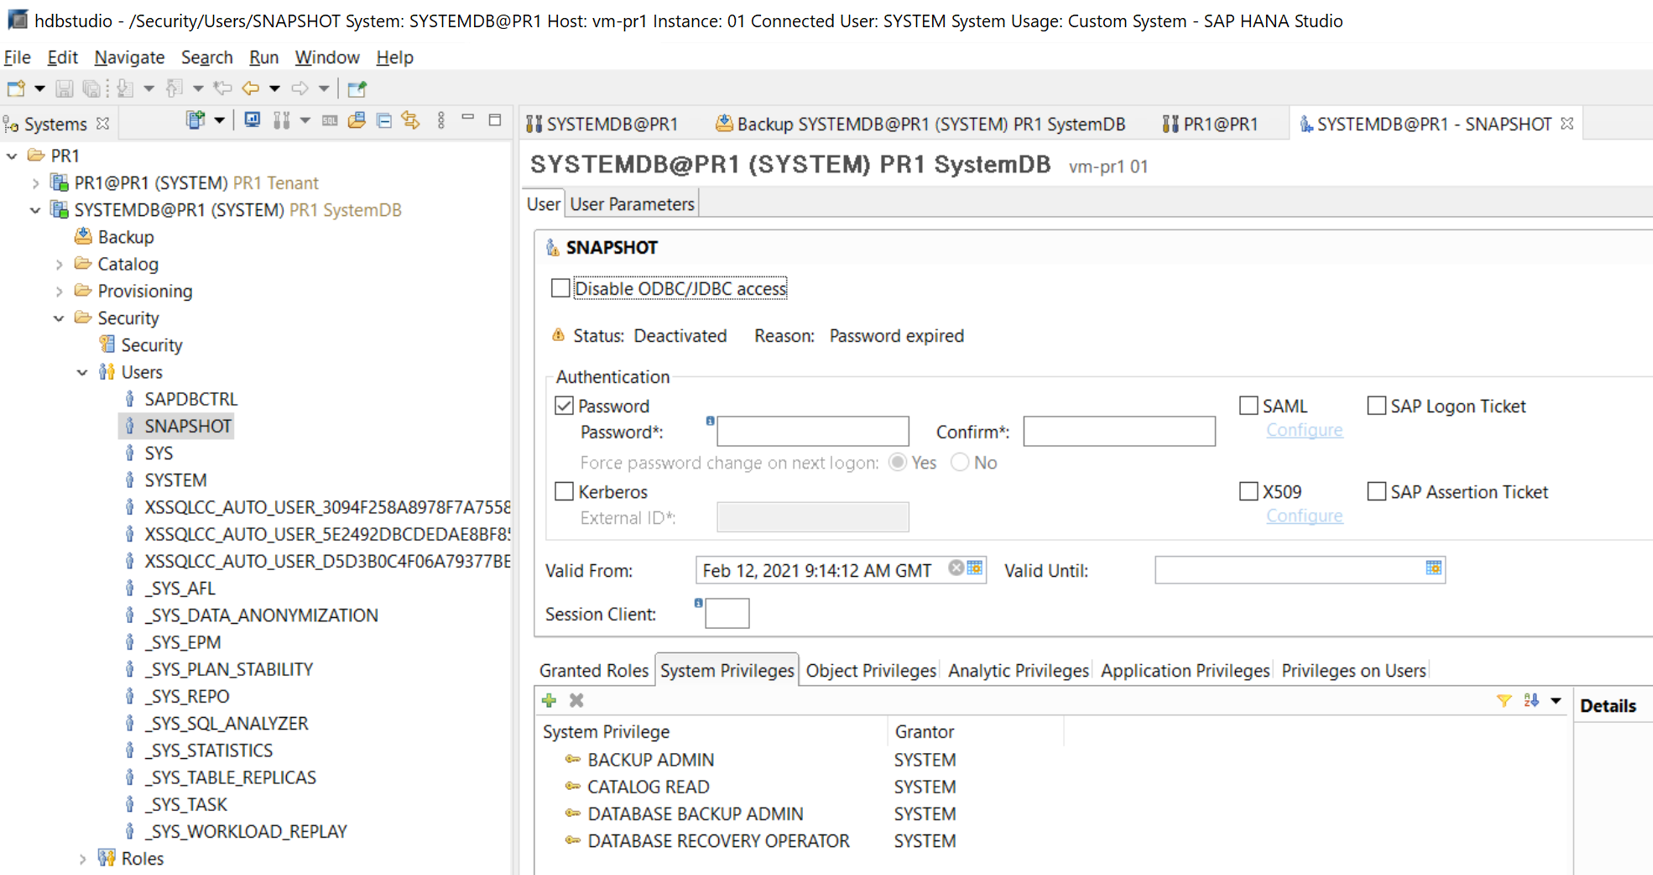 hdbstudio - /Security/Users/SNAPSHOT System: SYSTEMDB@PR1 Host: vm-pr1 Instance: 01 Connected User: SYSTEM System Usage: Custom System - SAP HANA Studio
File Edit Navigate Search Run Window Help
Systems
SYSTEMDB@PR1 Backup SYSTEMDB@PR1 (SYSTEM) PR1 SystemDB PR1@PR1 SYSTEMDB@PR1 - SNAPSHOT
PR1
PR1@PR1 (SYSTEM) PR1 Tenant
SYSTEMDB@PR1 (SYSTEM) PR1 SystemDB
Backup
Catalog
Provisioning
Security
Security
Users
SAPDBCTRL
SNAPSHOT
SYS
SYSTEM
XSSQLCC_AUTO_USER_3094F258A8978F7A7558
XSSQLCC_AUTO_USER_5E2492DBCDEDAE8BF85
XSSQLCC_AUTO_USER_D5D3B0C4F06A79377BE
_SYS_AFL
_SYS_DATA_ANONYMIZATION
_SYS_EPM
_SYS_PLAN_STABILITY
_SYS_REPO
_SYS_SQL_ANALYZER
_SYS_STATISTICS
_SYS_TABLE_REPLICAS
_SYS_TASK
_SYS_WORKLOAD_REPLAY
Roles
SYSTEMDB@PR1 (SYSTEM) PR1 SystemDB vm-pr1 01
User User Parameters
SNAPSHOT
Disable ODBC/JDBC access
Status: Deactivated Reason: Password expired
Authentication
Password SAML SAP Logon Ticket
Password*: Confirm*: Configure
Force password change on next logon: Yes No
Kerberos X509 SAP Assertion Ticket
External ID*: Configure
Valid From: Feb 12, 2021 9:14:12 AM GMT Valid Until:
Session Client:
Granted Roles System Privileges Object Privileges Analytic Privileges Application Privileges Privileges on Users
Details
System Privilege Grantor
BACKUP ADMIN SYSTEM
CATALOG READ SYSTEM
DATABASE BACKUP ADMIN SYSTEM
DATABASE RECOVERY OPERATOR SYSTEM